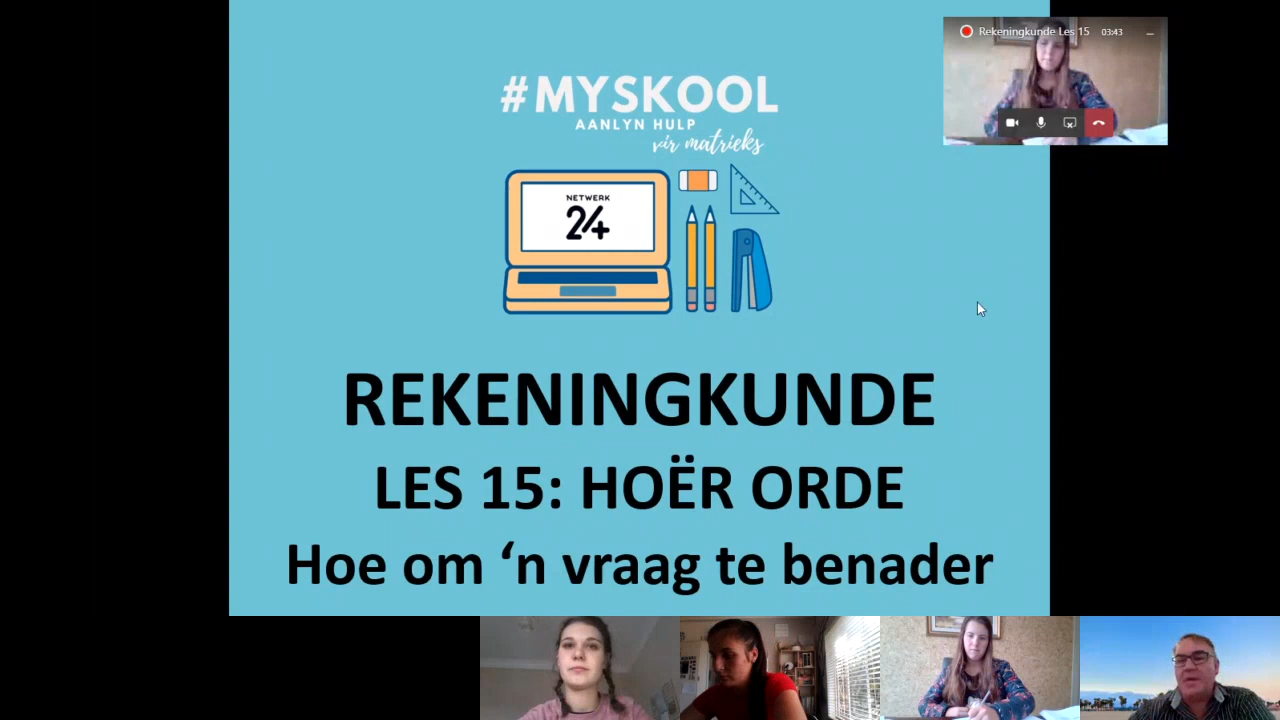 Rekeningkunde Les 15 03:43
#MYSKOOL
AANLYN HULP
vir matrieks
NETWERK
24
REKENINGKUNDE
LES 15: HOËR ORDE
Hoe om ‘n vraag te benader